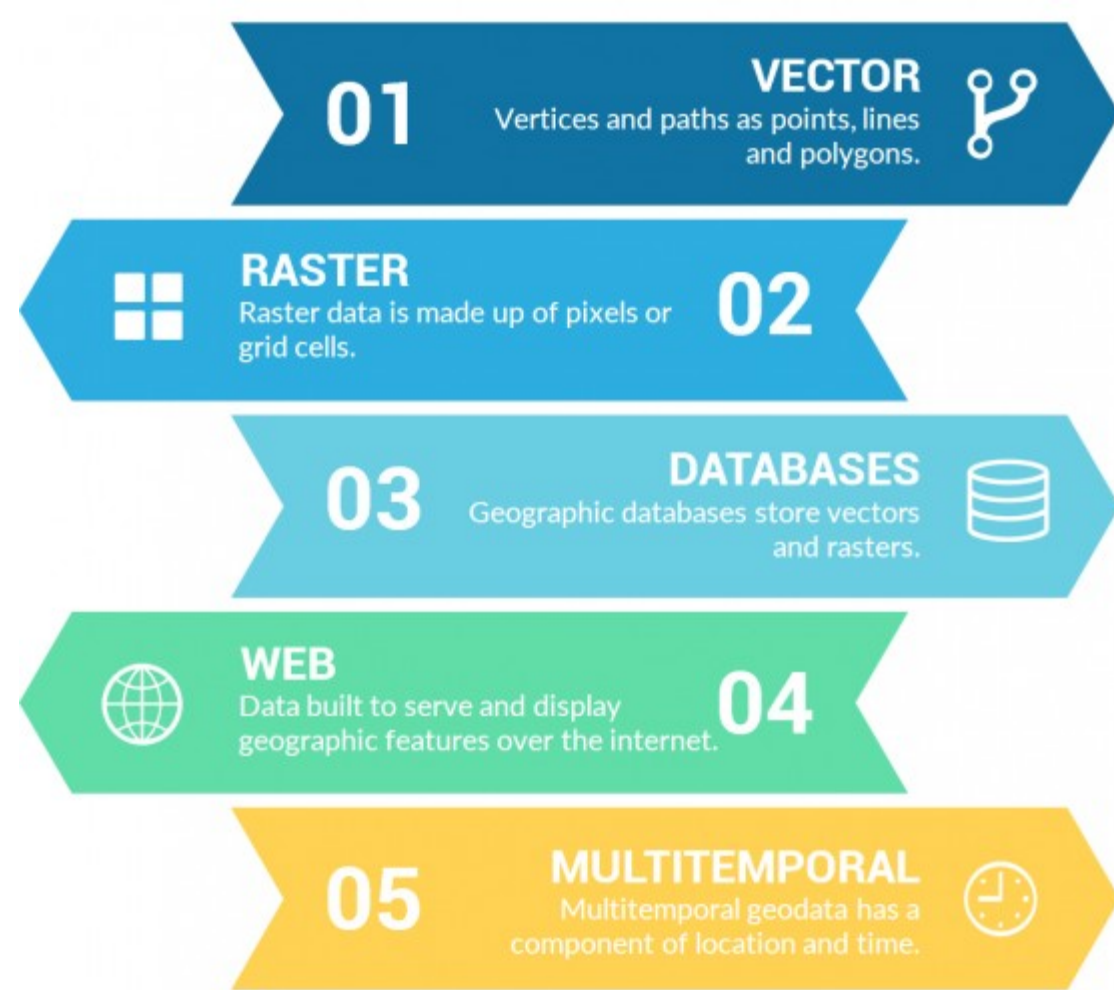 01
VECTOR
Vertices and paths as points, lines
and polygons.
RASTER
Raster data is made up of pixels or
grid cells.
02
03
DATABASES
Geographic databases store vectors
and rasters.
WEB
Data built to serve and display
geographic features over the internet.
04
05
MULTITEMPORAL
Multitemporal geodata has a
component of location and time.